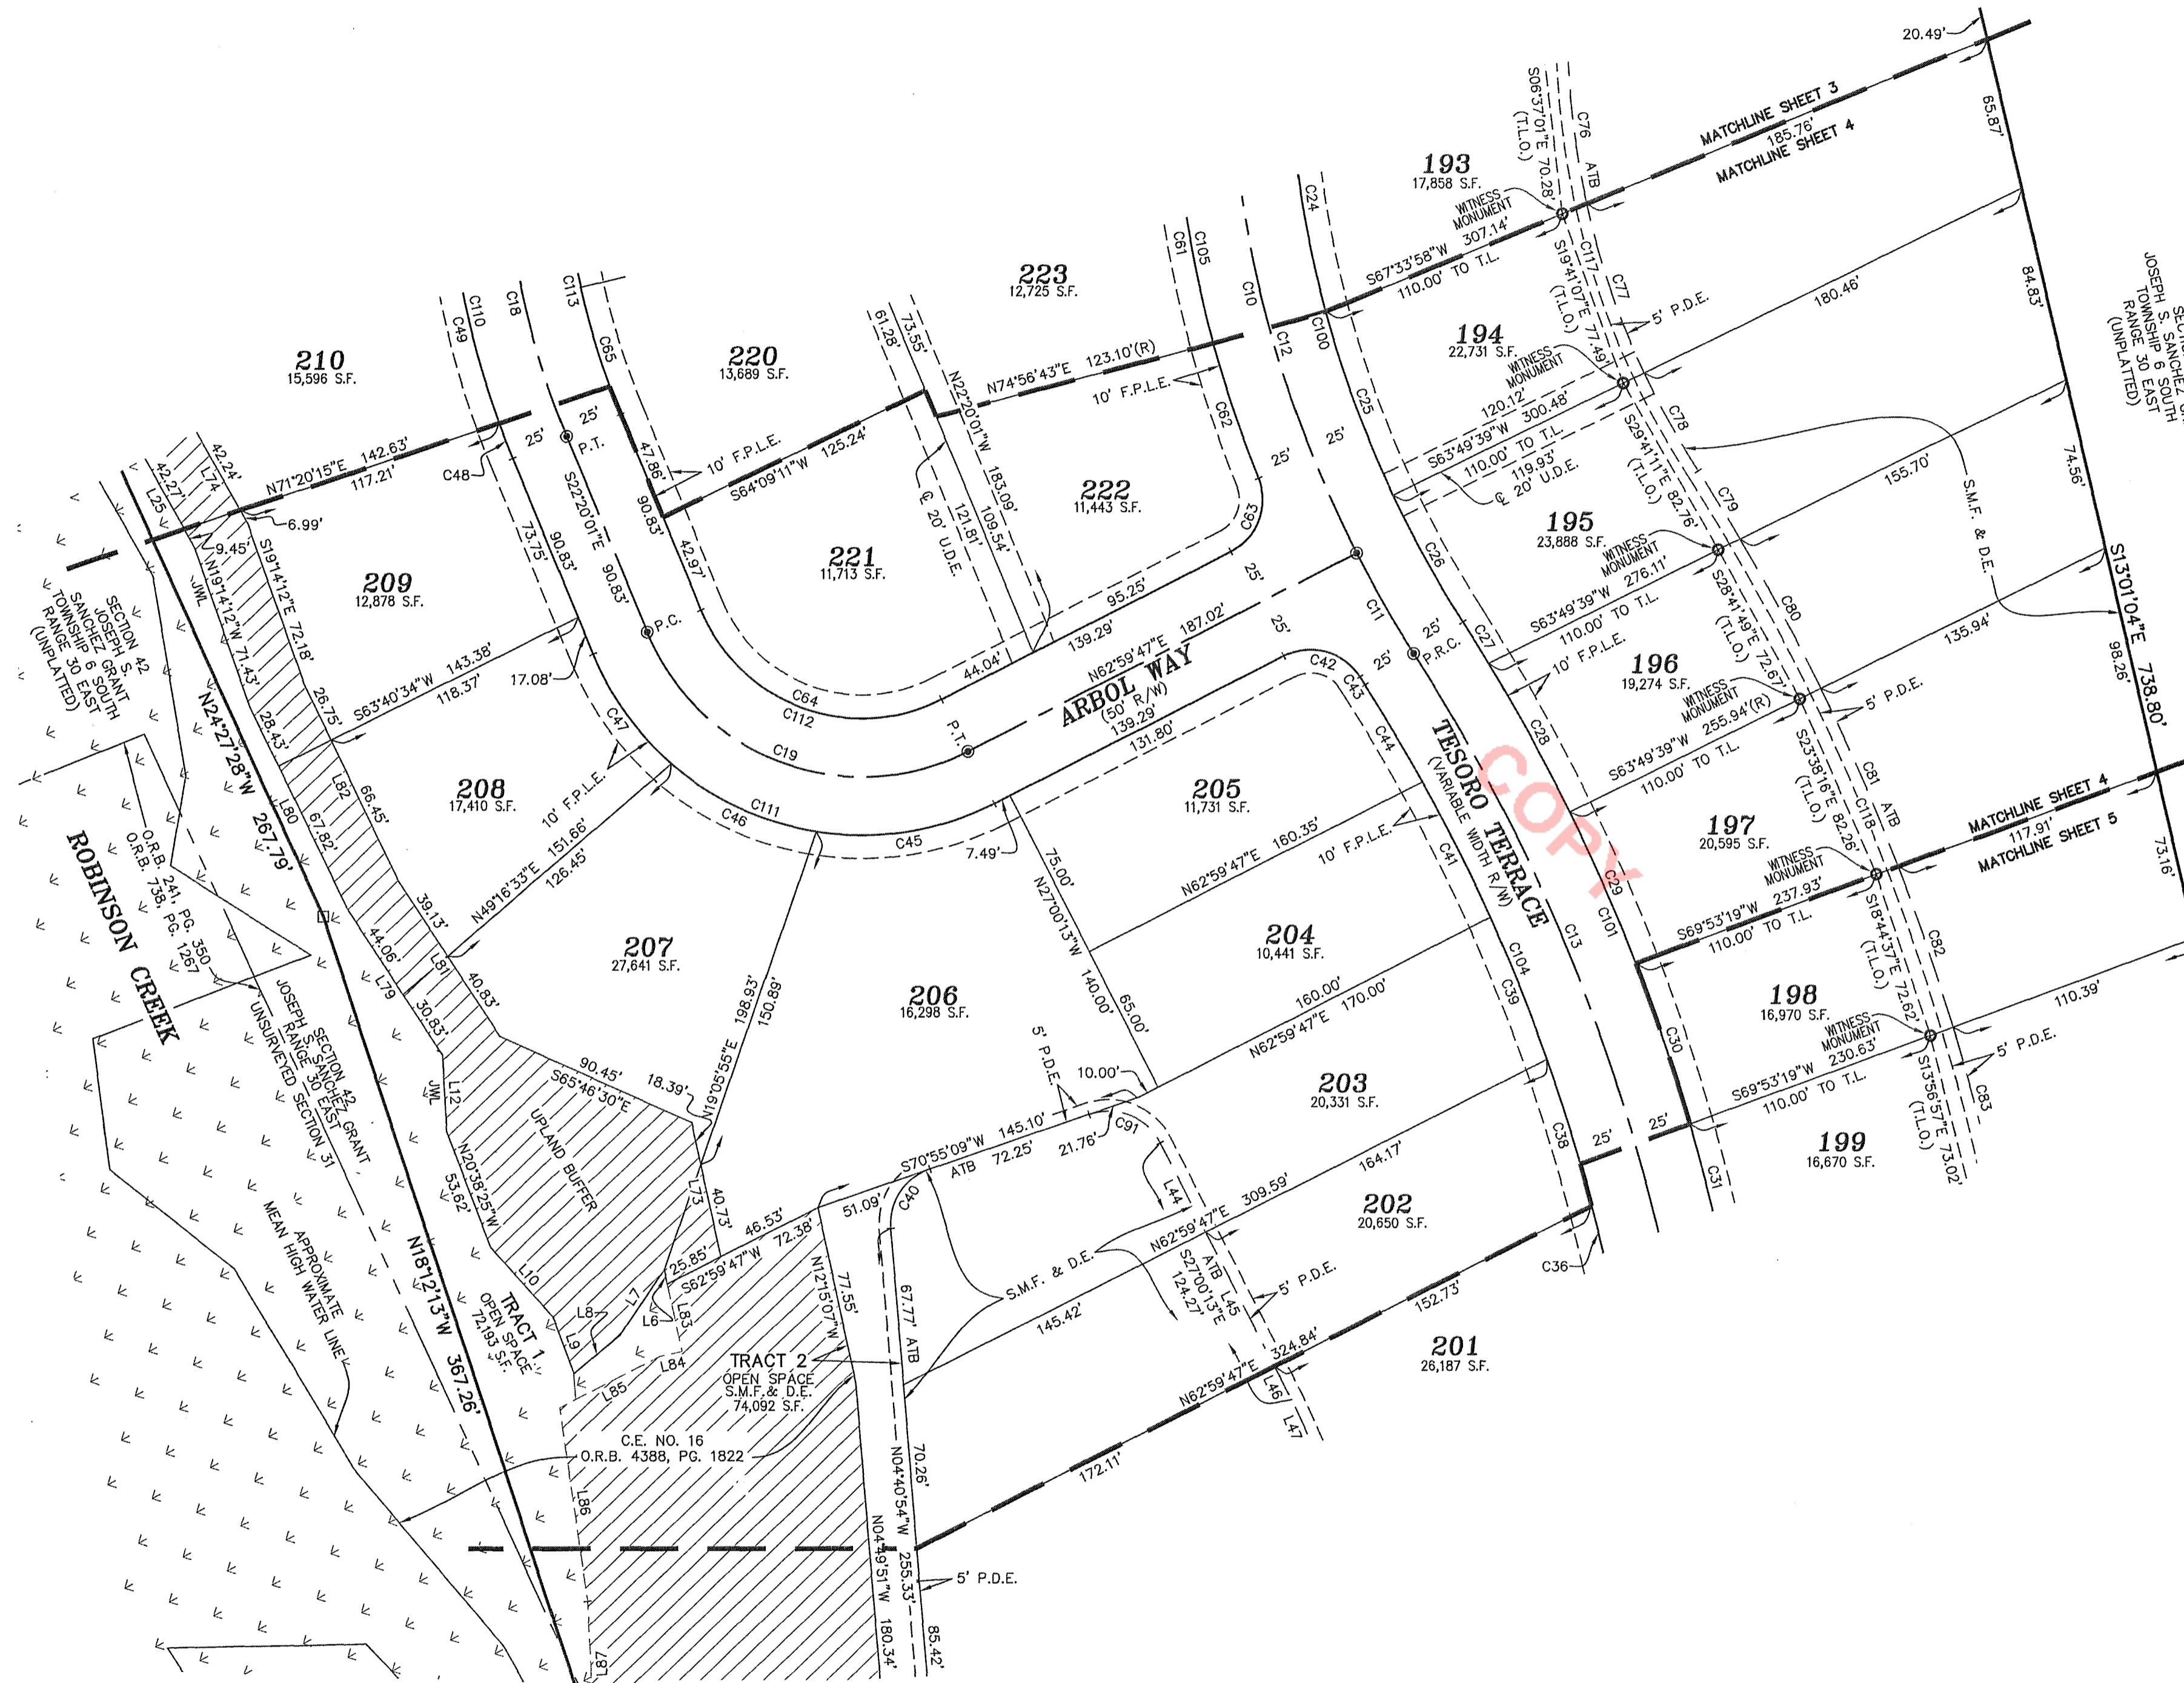 20.49'
65.87'
MATCHLINE SHEET 3
185.76'
MATCHLINE SHEET 4
S06°37'01"E 70.28'
(T.L.O.)
C76
ATB
193
17,858 S.F.
WITNESS
MONUMENT
S67°33'58"W 307.14'
110.00' TO T.L.
C24
C10
C105
C61
223
12,725 S.F.
C113
C18
C110
C49
210
15,596 S.F.
220
13,689 S.F.
C65
61.28'
73.55'
N74°56'43"E 123.10'(R)
10' F.P.L.E.
C62
C12
C100
194
22,731 S.F.
WITNESS
MONUMENT
S19°41'07"E 77.49'
(T.L.O.)
C117
C77
5' P.D.E.
180.46'
84.83'
JOSEPH S. SANCHEZ
TOWNSHIP 6 SOUTH
RANGE 30 EAST
(UNPLATTED)
N71°20'15"E 142.63'
117.21'
C48
25'
25'
P.T.
47.86'
10' F.P.L.E.
S64°09'11"W 125.24'
N22°20'01"W 183.09'
25'
25'
C25
120.12'
S63°49'39"W 300.48'
110.00' TO T.L.
119.93'
℄ 20' U.D.E.
C78
S29°41'11"E 82.76'
(T.L.O.)
C79
S.M.F. & D.E.
74.56'
155.70'
42.24'
L74
42.27'
L25
6.99'
9.45'
JWL
N19°14'12"W 71.43'
S19°14'12"E 72.18'
209
12,878 S.F.
73.75'
90.83'
S22°20'01"E 90.83'
90.83'
42.97'
221
11,713 S.F.
℄ 20' U.D.E.
121.81'
109.54'
222
11,443 S.F.
C63
195
23,888 S.F.
WITNESS
MONUMENT
C26
S63°49'39"W 276.11'
110.00' TO T.L.
S28°41'49"E 72.67'
(T.L.O.)
C80
S13°01'04"E 738.80'
98.26'
135.94'
SECTION 42
JOSEPH S.
SANCHEZ GRANT
TOWNSHIP 6 SOUTH
RANGE 30 EAST
(UNPLATTED)
P.C.
95.25'
139.29'
25'
25'
C11
25'
25'
P.R.C.
C27
10' F.P.L.E.
196
19,274 S.F.
WITNESS
MONUMENT
S63°49'39"W 255.94'(R)
110.00' TO T.L.
5' P.D.E.
S63°40'34"W 143.38'
118.37'
17.08'
26.75'
28.43'
C47
C64
C112
44.04'
N62°59'47"E 187.02'
ARBOL WAY
(50' R/W)
139.29'
131.80'
C42
C43
C44
C19
P.T.
TESORO TERRACE
(VARIABLE WIDTH R/W)
C28
S23°38'16"E 82.26'
(T.L.O.)
C81
C118
ATB
COPY
N24°27'28"W 267.79'
L80
67.82'
L82
66.45'
208
17,410 S.F.
10' F.P.L.E.
C46
C111
C45
7.49'
205
11,731 S.F.
N62°59'47"E 160.35'
10' F.P.L.E.
C41
197
20,595 S.F.
WITNESS
MONUMENT
C29
C101
S69°53'19"W 237.93'
110.00' TO T.L.
MATCHLINE SHEET 4
117.91'
MATCHLINE SHEET 5
73.16'
ROBINSON CREEK
O.R.B. 241, PG. 350
O.R.B. 738, PG. 1267
39.13'
N49°16'33"E 151.66'
126.45'
L81
40.83'
44.06'
L79
30.83'
207
27,641 S.F.
N19°05'55"E 198.93'
150.89'
206
16,298 S.F.
75.00'
N27°00'13"W 140.00'
65.00'
204
10,441 S.F.
160.00'
N62°59'47"E 170.00'
C104
C39
C13
S18°44'37"E 72.62'
(T.L.O.)
C82
198
16,970 S.F.
WITNESS
MONUMENT
C30
S69°53'19"W 230.63'
110.00' TO T.L.
110.39'
5' P.D.E.
SECTION 42
JOSEPH S. SANCHEZ GRANT
RANGE 30 EAST
UNSURVEYED SECTION 31
JWL
L12
90.45'
S65°46'30"E
18.39'
UPLAND BUFFER
5' P.D.E.
10.00'
203
20,331 S.F.
C38
25'
25'
C31
199
16,670 S.F.
S13°56'57"E 73.02'
(T.L.O.)
C83
N20°38'25"W
53.62'
L73
40.73'
S70°55'09"W 145.10'
ATB 72.25'
21.76'
C91
C40
51.09'
L44
N62°59'47"E 309.59'
164.17'
202
20,650 S.F.
APPROXIMATE
MEAN HIGH WATER LINE
N18°12'13"W 367.26'
L10
L9
L8
L7
L6
L83
25.85'
46.53'
S62°59'47"W 72.38'
L84
L85
TRACT 1
OPEN SPACE
72,193 S.F.
N12°15'07"W
77.55'
67.77' ATB
S.M.F. & D.E.
145.42'
ATB L45
S27°00'13"E
124.27'
5' P.D.E.
152.73'
C36
TRACT 2
OPEN SPACE
S.M.F.& D.E.
74,092 S.F.
N62°59'47"E 324.84'
201
26,187 S.F.
L46
L47
C.E. NO. 16
O.R.B. 4388, PG. 1822
172.11'
70.26'
N04°40'54"W 255.33'
L86
N04°49'51"W 180.34'
5' P.D.E.
85.42'
L87